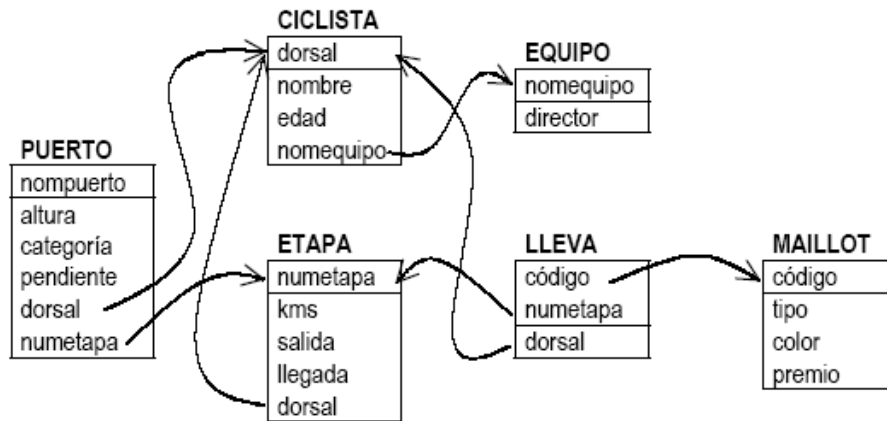 CICLISTA
dorsal
nombre
edad
nomequipo
EQUIPO
nomequipo
director
PUERTO
nompuerto
altura
categoría
pendiente
dorsal
numetapa
ETAPA
numetapa
kms
salida
llegada
dorsal
LLEVA
código
numetapa
dorsal
MAILLOT
código
tipo
color
premio